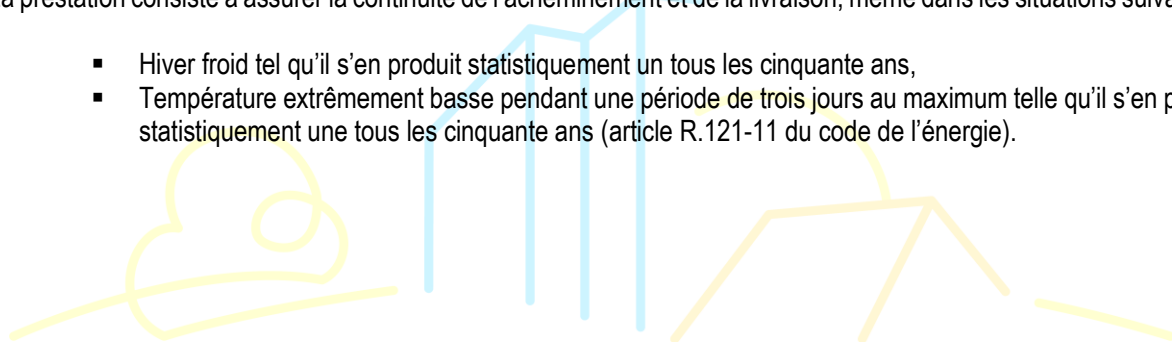 a prestation consiste à assurer la continuité de l'acheminement et de la livraison, même dans les situations suiva
▪ Hiver froid tel qu'il s'en produit statistiquement un tous les cinquante ans,
▪ Température extrêmement basse pendant une période de trois jours au maximum telle qu'il s'en p
statistiquement une tous les cinquante ans (article R.121-11 du code de l'énergie).